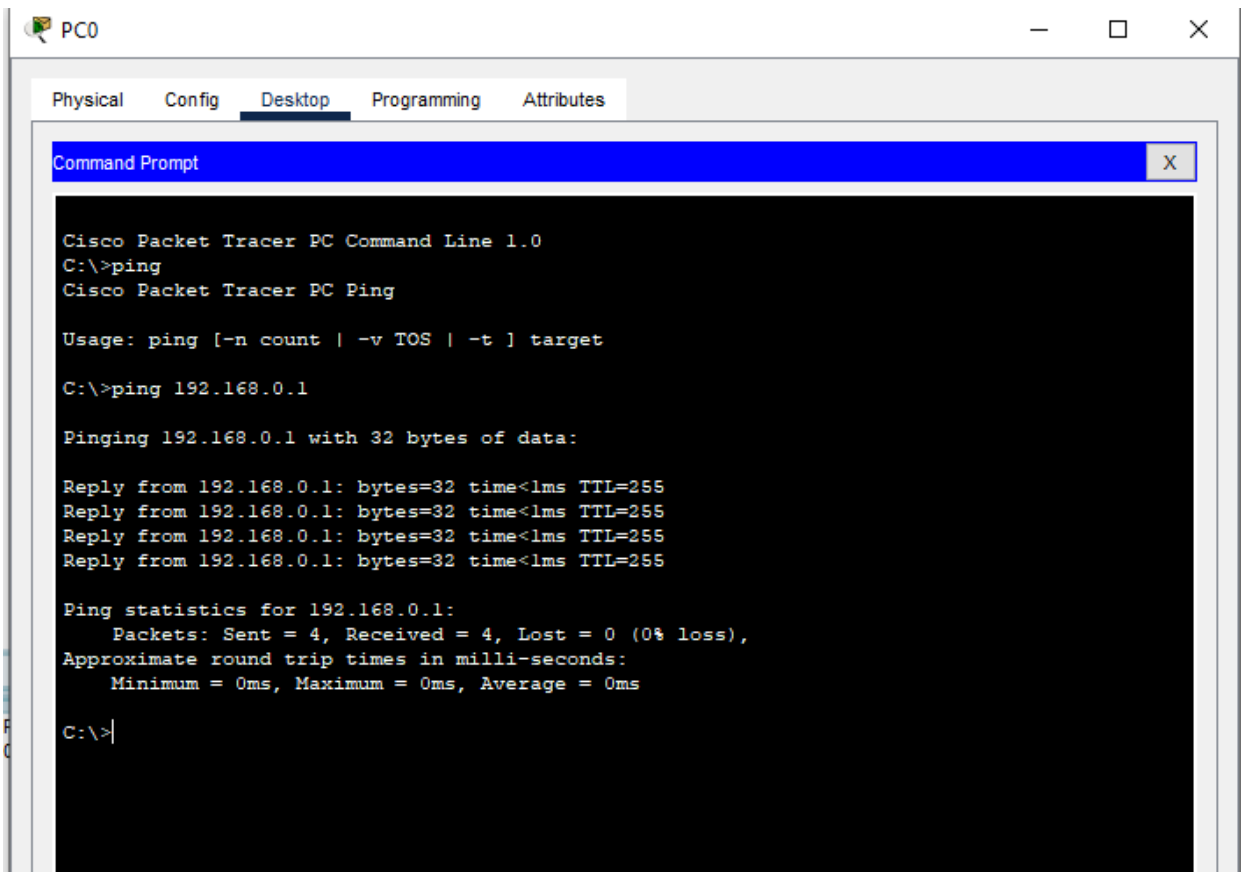 PC0
Physical Config Desktop Programming Attributes
Command Prompt X
Cisco Packet Tracer PC Command Line 1.0
C:\>ping
Cisco Packet Tracer PC Ping
Usage: ping [-n count | -v TOS | -t ] target
C:\>ping 192.168.0.1
Pinging 192.168.0.1 with 32 bytes of data:
Reply from 192.168.0.1: bytes=32 time<1ms TTL=255
Reply from 192.168.0.1: bytes=32 time<1ms TTL=255
Reply from 192.168.0.1: bytes=32 time<1ms TTL=255
Reply from 192.168.0.1: bytes=32 time<1ms TTL=255
Ping statistics for 192.168.0.1:
Packets: Sent = 4, Received = 4, Lost = 0 (0% loss),
Approximate round trip times in milli-seconds:
Minimum = 0ms, Maximum = 0ms, Average = 0ms
C:\>